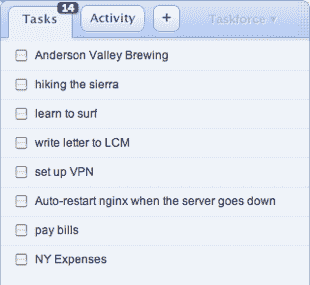 Tasks 14 Activity + Taskforce ▾
Anderson Valley Brewing
hiking the sierra
learn to surf
write letter to LCM
set up VPN
Auto-restart nginx when the server goes down
pay bills
NY Expenses